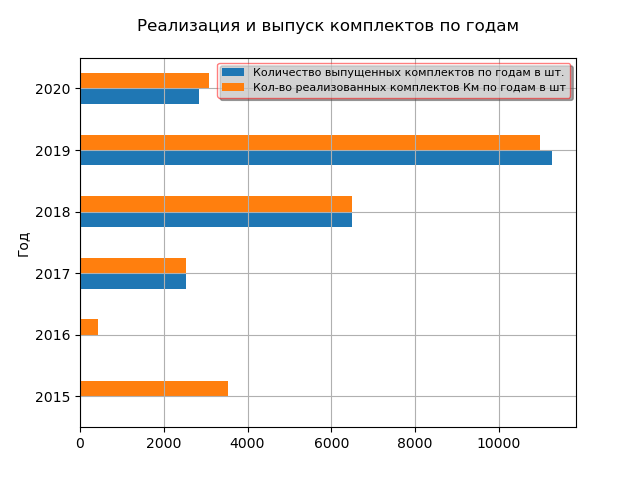 Реализация и выпуск комплектов по годам
Количество выпущенных комплектов по годам в шт.
Кол-во реализованных комплектов Км по годам в шт
Год
2020
2019
2018
2017
2016
2015
0 2000 4000 6000 8000 10000